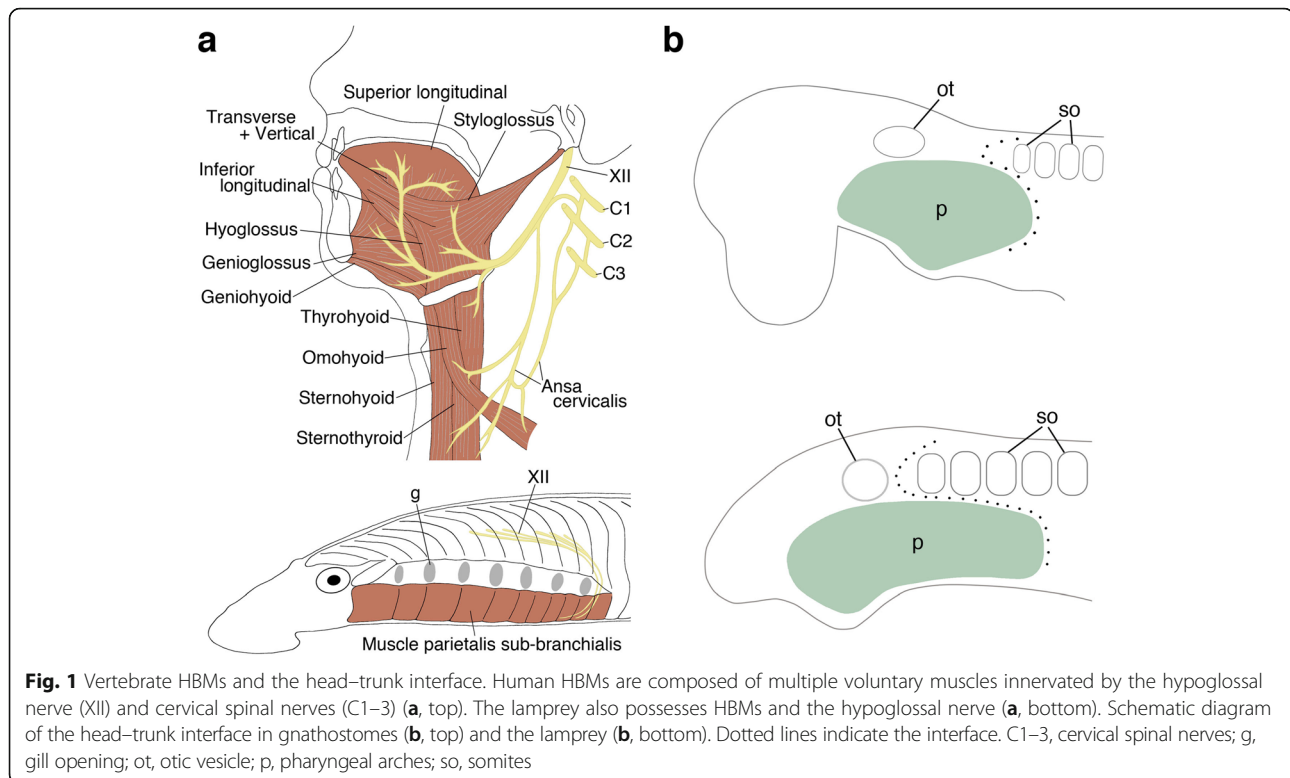 a
Superior longitudinal
Transverse
+ Vertical
Styloglossus
Inferior
longitudinal
XII
C1
Hyoglossus
C2
Genioglossus
C3
Geniohyoid
Thyrohyoid
Omohyoid
Ansa
cervicalis
Sternohyoid
Sternothyroid
XII
g
Muscle parietalis sub-branchialis
b
ot
so
p
ot
so
p
Fig. 1 Vertebrate HBMs and the head–trunk interface. Human HBMs are composed of multiple voluntary muscles innervated by the hypoglossal
nerve (XII) and cervical spinal nerves (C1–3) (a, top). The lamprey also possesses HBMs and the hypoglossal nerve (a, bottom). Schematic diagram
of the head–trunk interface in gnathostomes (b, top) and the lamprey (b, bottom). Dotted lines indicate the interface. C1–3, cervical spinal nerves; g,
gill opening; ot, otic vesicle; p, pharyngeal arches; so, somites